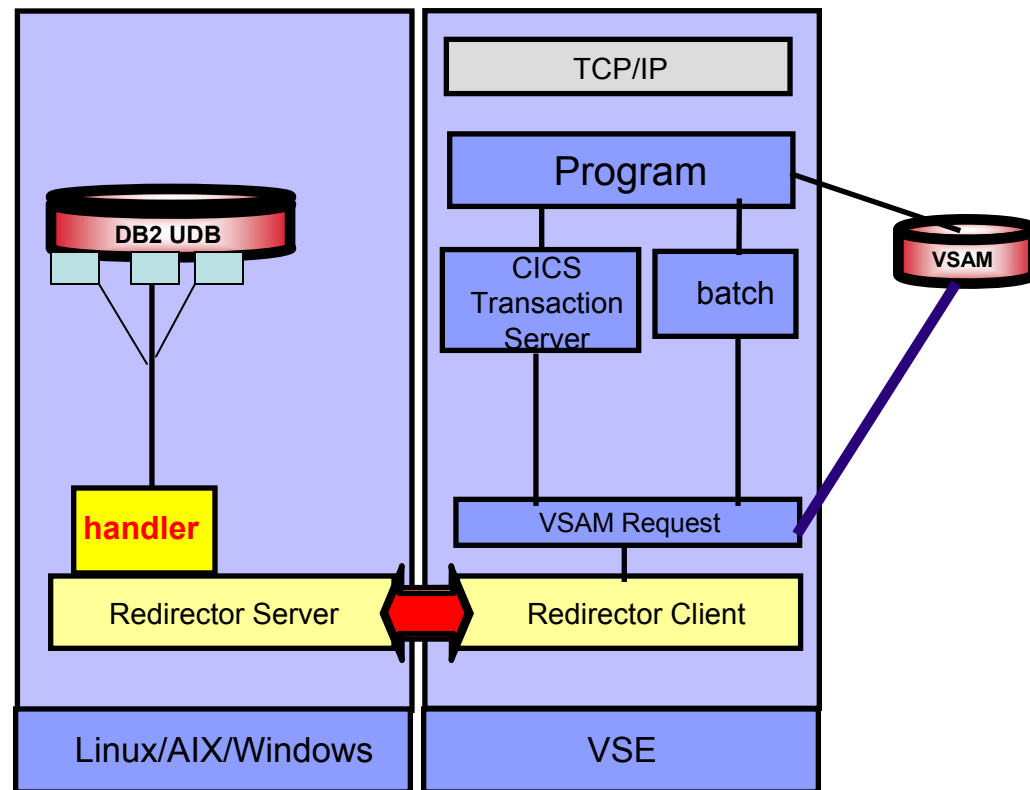 TCP/IP
Program
DB2 UDB
VSAM
CICS
Transaction
Server
batch
handler
VSAM Request
Redirector Server
Redirector Client
Linux/AIX/Windows
VSE